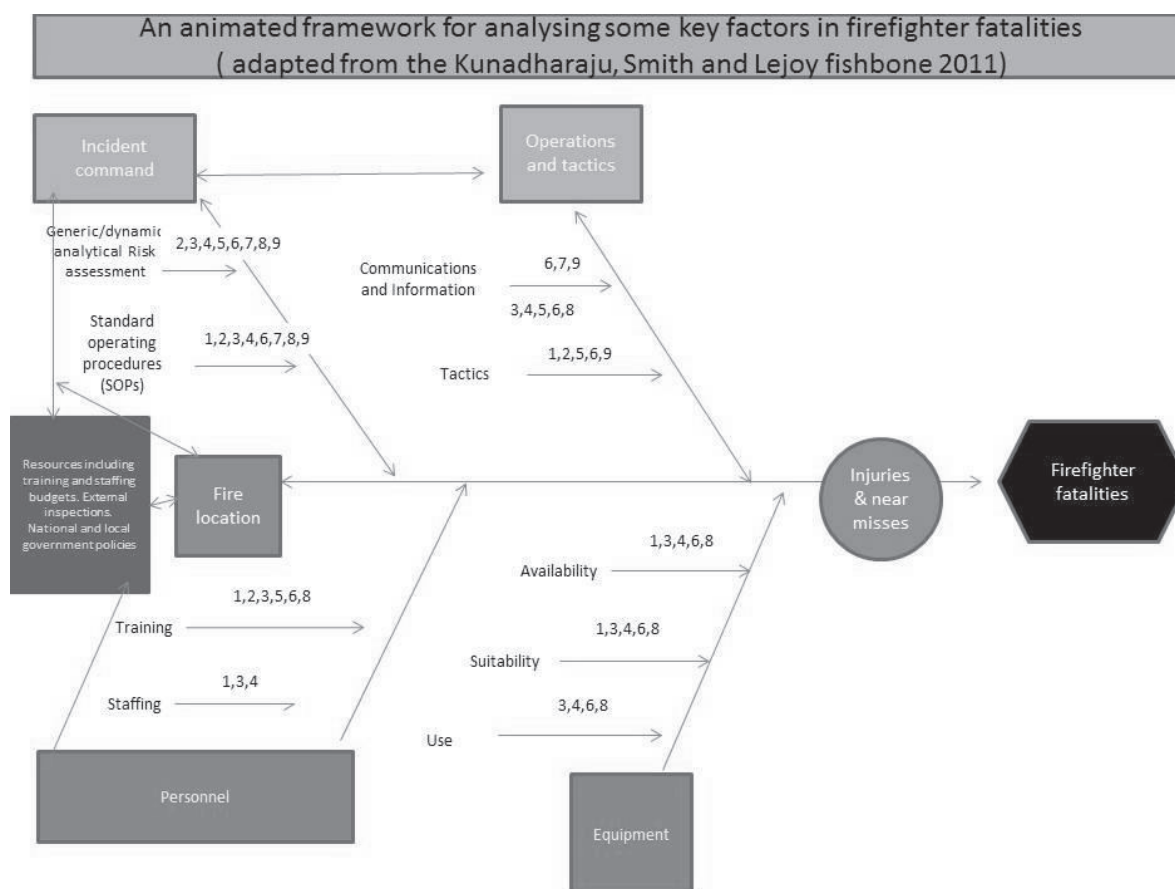 An animated framework for analysing some key factors in firefighter fatalities
( adapted from the Kunadharaju, Smith and Lejoy fishbone 2011)
Incident
command
Operations
and tactics
Generic/dynamic
analytical Risk
assessment
2,3,4,5,6,7,8,9
Communications
and Information
6,7,9
3,4,5,6,8
Standard
operating
procedures
(SOPs)
1,2,3,4,6,7,8,9
Tactics
1,2,5,6,9
Resources including
training and staffing
budgets. External
inspections.
National and local
government policies
Fire
location
Injuries
& near
misses
Firefighter
fatalities
Availability
1,3,4,6,8
Training
1,2,3,5,6,8
Suitability
1,3,4,6,8
Staffing
1,3,4
Use
3,4,6,8
Personnel
Equipment